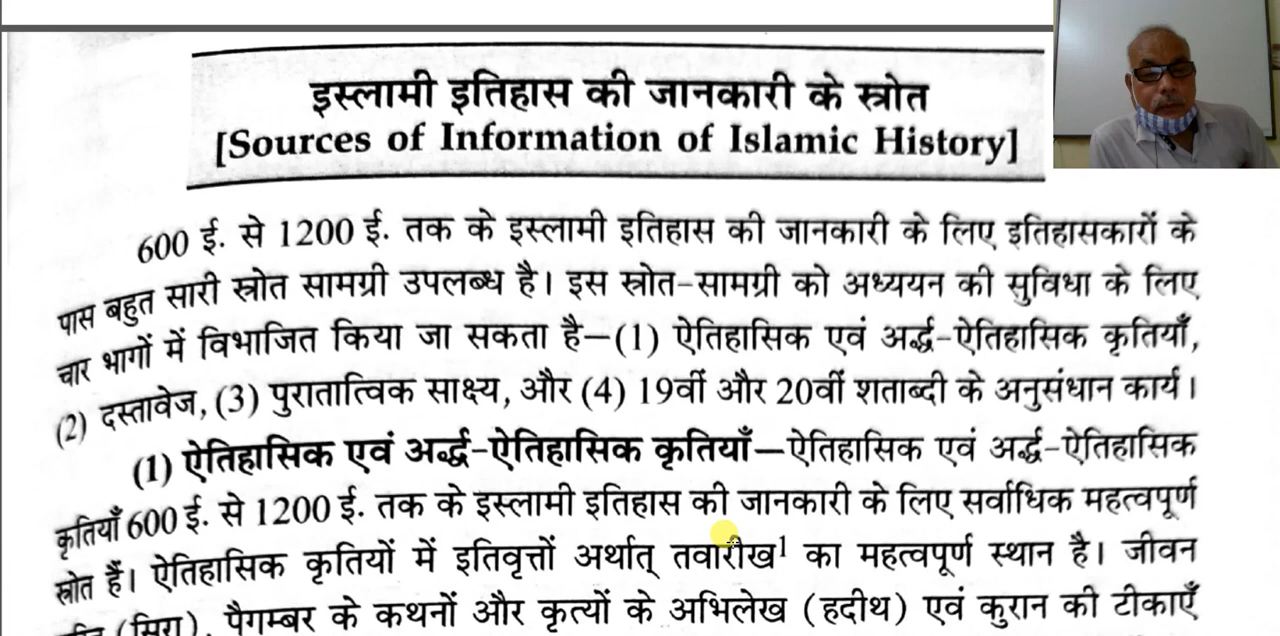 इस्लामी इतिहास की जानकारी के स्रोत
[Sources of Information of Islamic History]
600 ई. से 1200 ई. तक के इस्लामी इतिहास की जानकारी के लिए इतिहासकारों के
पास बहुत सारी स्रोत सामग्री उपलब्ध है। इस स्रोत-सामग्री को अध्ययन की सुविधा के लिए
चार भागों में विभाजित किया जा सकता है—(1) ऐतिहासिक एवं अर्द्ध-ऐतिहासिक कृतियाँ,
(2) दस्तावेज, (3) पुरातात्विक साक्ष्य, और (4) 19वीं और 20वीं शताब्दी के अनुसंधान कार्य।
(1) ऐतिहासिक एवं अर्द्ध-ऐतिहासिक कृतियाँ—ऐतिहासिक एवं अर्द्ध-ऐतिहासिक
कृतियाँ 600 ई. से 1200 ई. तक के इस्लामी इतिहास की जानकारी के लिए सर्वाधिक महत्वपूर्ण
स्रोत हैं। ऐतिहासिक कृतियों में इतिवृत्तों अर्थात् तवारीख¹ का महत्वपूर्ण स्थान है। जीवन
(सिरा), पैगम्बर के कथनों और कृत्यों के अभिलेख (हदीथ) एवं कुरान की टीकाएँ